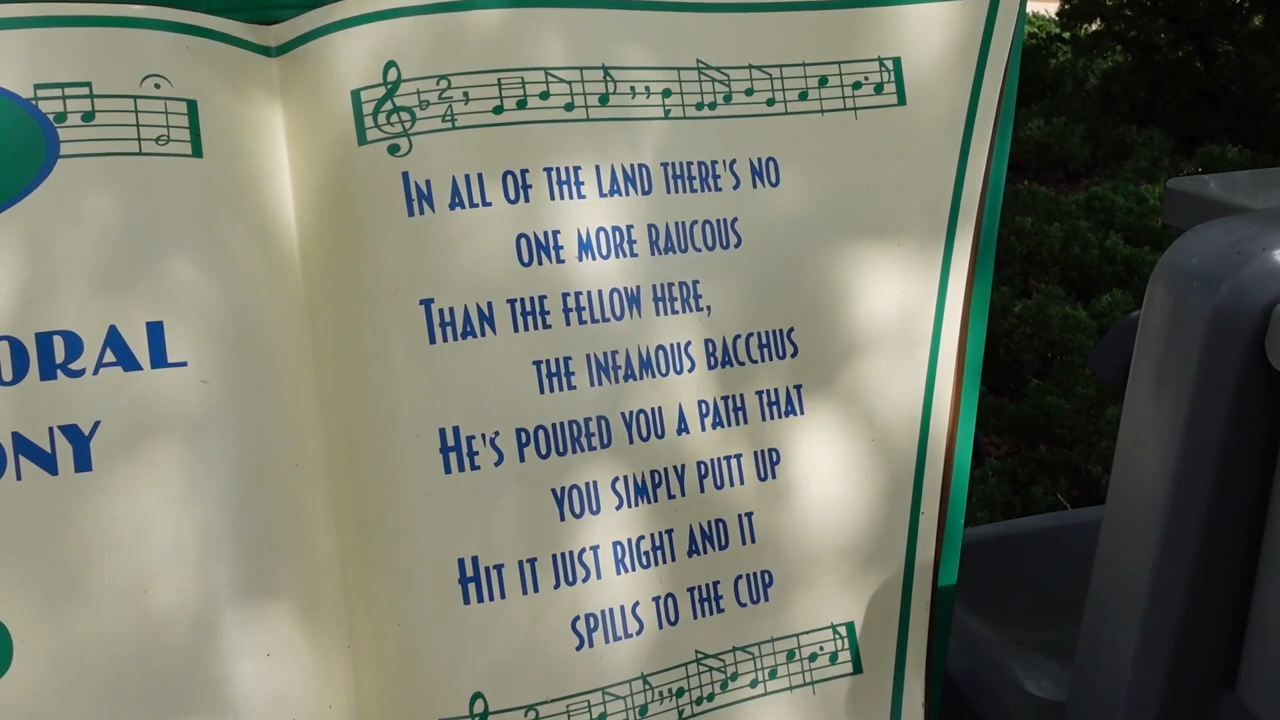 ORAL
ONY
IN ALL OF THE LAND THERE'S NO
ONE MORE RAUCOUS
THAN THE FELLOW HERE,
THE INFAMOUS BACCHUS
HE'S POURED YOU A PATH THAT
YOU SIMPLY PUTT UP
HIT IT JUST RIGHT AND IT
SPILLS TO THE CUP